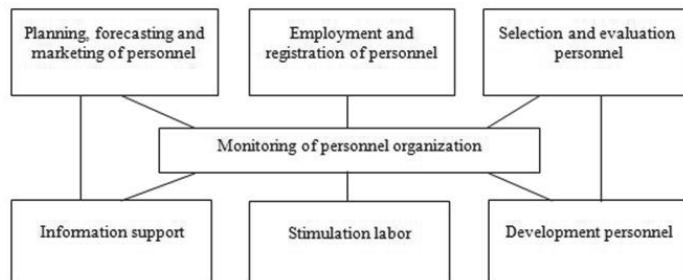 Planning, forecasting and
marketing of personnel
Employment and
registration of personnel
Selection and evaluation
personnel
Monitoring of personnel organization
Information support
Stimulation labor
Development personnel